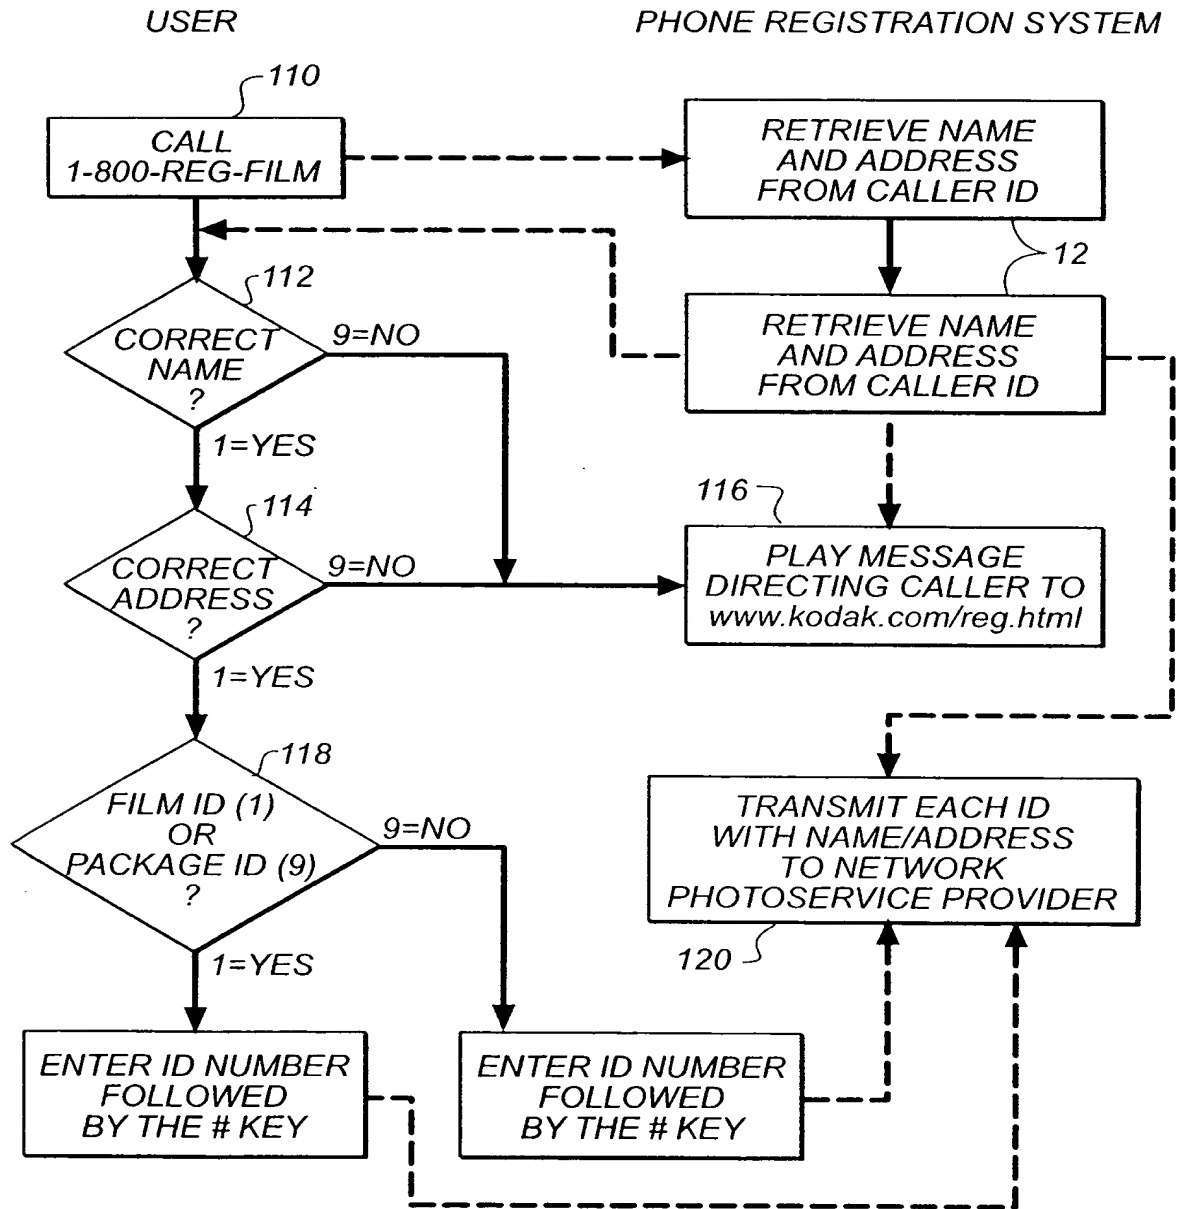 USER
PHONE REGISTRATION SYSTEM
110
CALL
1-800-REG-FILM
RETRIEVE NAME
AND ADDRESS
FROM CALLER ID
12
112
CORRECT
NAME
?
9=NO
1=YES
RETRIEVE NAME
AND ADDRESS
FROM CALLER ID
114
CORRECT
ADDRESS
?
9=NO
1=YES
116
PLAY MESSAGE
DIRECTING CALLER TO
www.kodak.com/reg.html
118
FILM ID (1)
OR
PACKAGE ID (9)
?
9=NO
1=YES
TRANSMIT EACH ID
WITH NAME/ADDRESS
TO NETWORK
PHOTOSERVICE PROVIDER
120
ENTER ID NUMBER
FOLLOWED
BY THE # KEY
ENTER ID NUMBER
FOLLOWED
BY THE # KEY